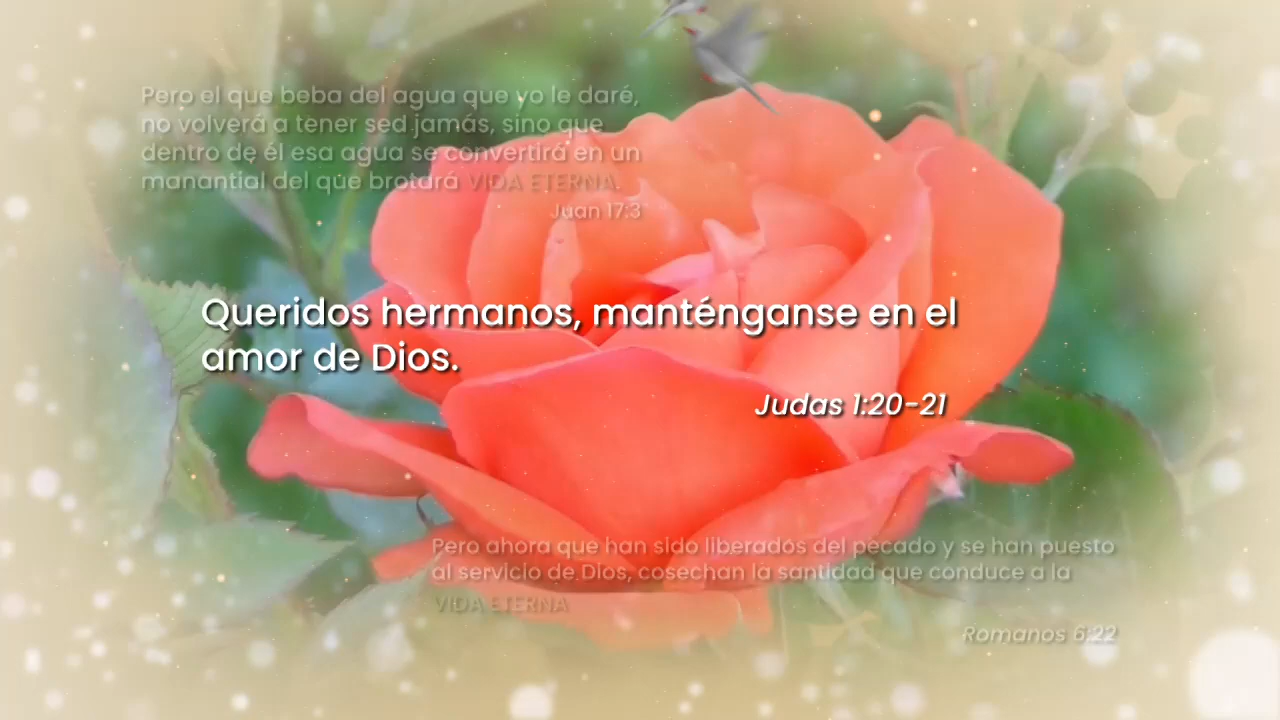 Pero el que beba del agua que yo le daré,
no volverá a tener sed jamás, sino que
dentro de él esa agua se convertirá en un
manantial del que brotará VIDA ETERNA.
Juan 17:3
Queridos hermanos, manténganse en el
amor de Dios.
Judas 1:20-21
Pero ahora que han sido liberados del pecado y se han puesto
al servicio de Dios, cosechan la santidad que conduce a la
VIDA ETERNA
Romanos 6:22